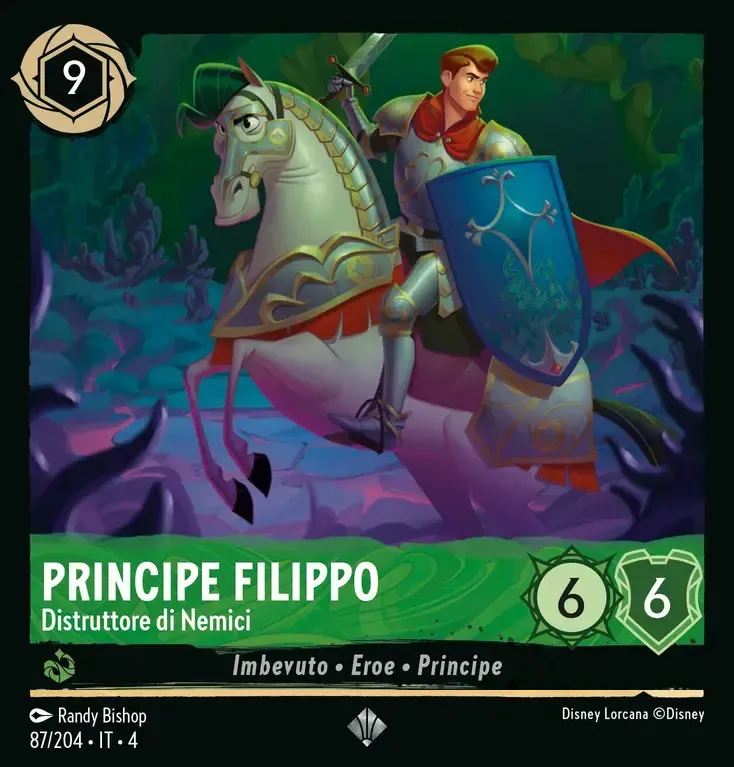 9
PRINCIPE FILIPPO
Distruttore di Nemici
6
6
Imbevuto • Eroe • Principe
Randy Bishop
Disney Lorcana ©Disney
87/204 • IT • 4